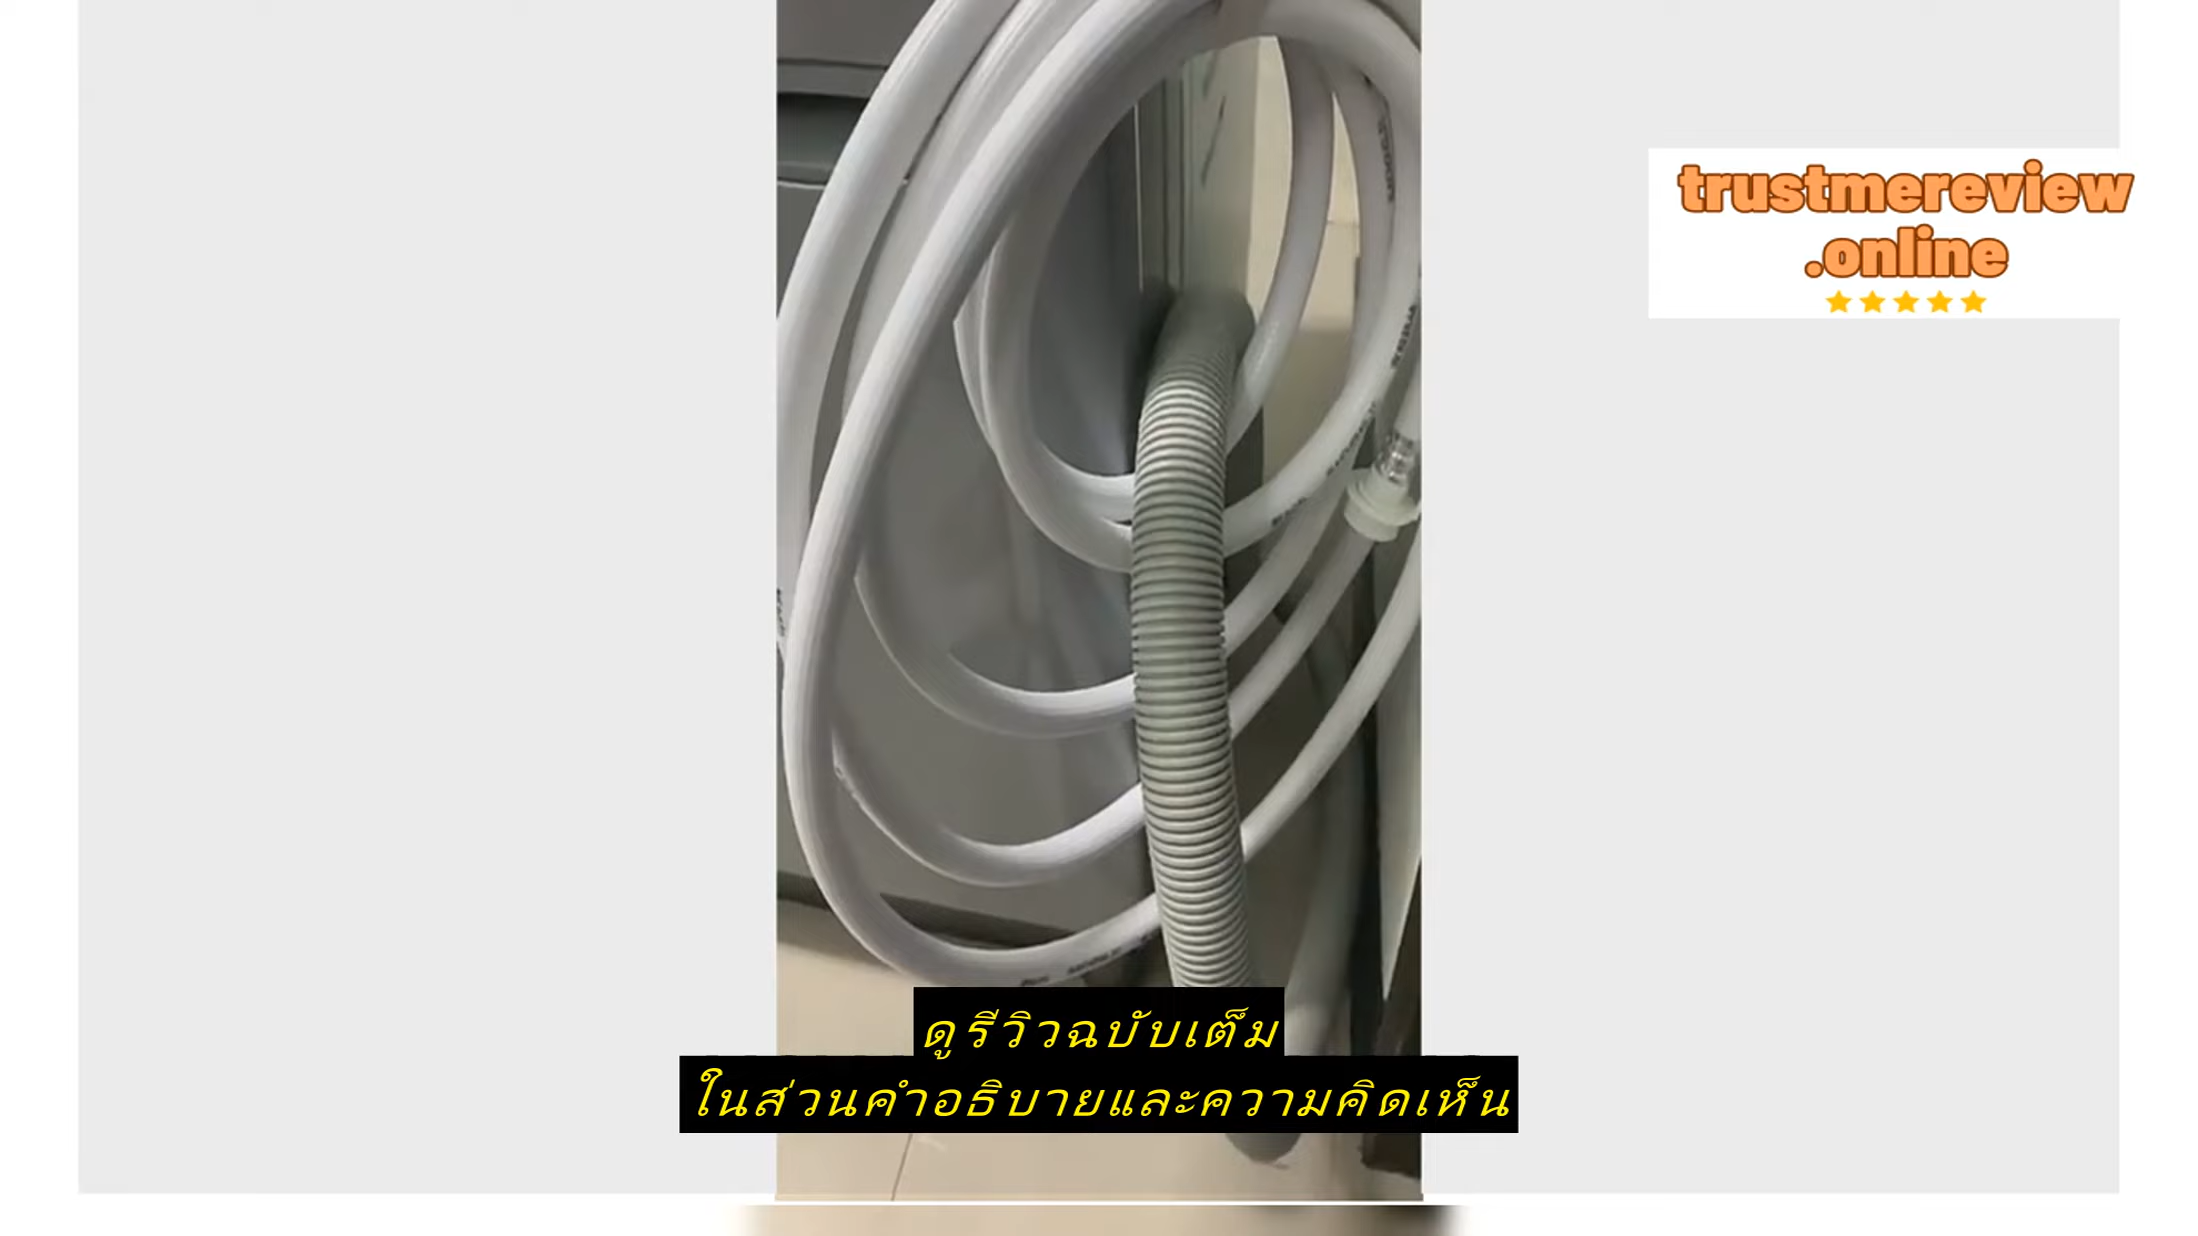 trustmereview
.online
ดูรีวิวฉบับเต็ม
ในส่วนคำอธิบายและความคิดเห็น